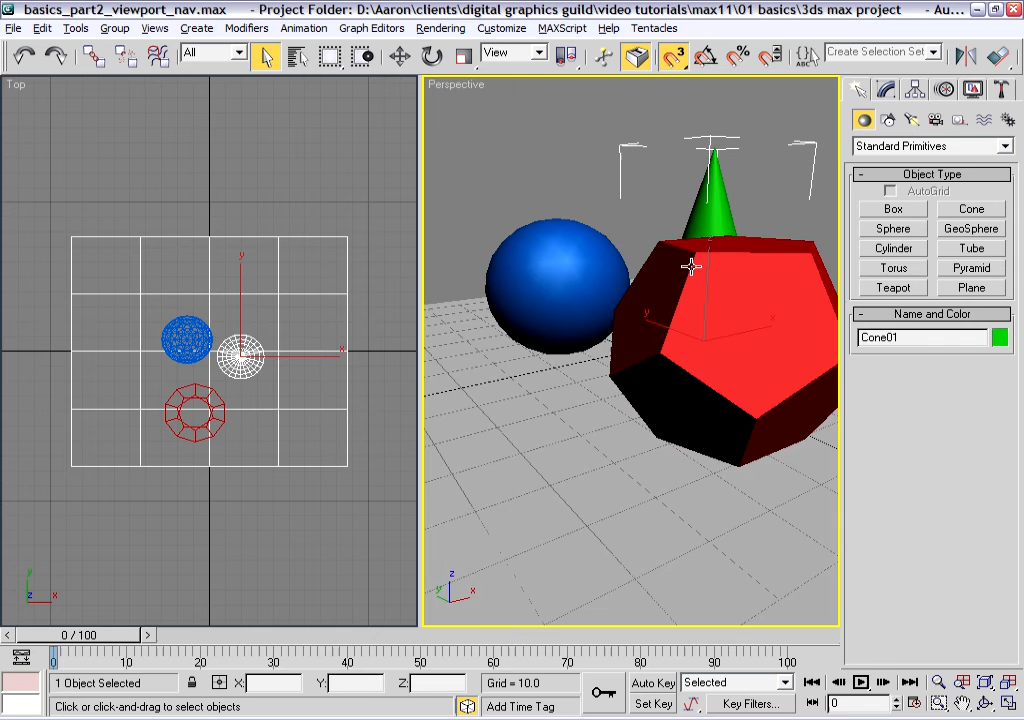 basics_part2_viewport_nav.max - Project Folder: D:\Aaron\clients\digital graphics guild\video tutorials\max11\01 basics\3ds max project - Au...
File Edit Tools Group Views Create Modifiers Animation Graph Editors Rendering Customize MAXScript Help Tentacles
All View 3 ABC Create Selection Set
Top
Perspective
Standard Primitives
- Object Type
AutoGrid
Box Cone
Sphere GeoSphere
Cylinder Tube
Torus Pyramid
Teapot Plane
- Name and Color
Cone01
y
x
y
x
y
z x
z
y x
< 0 / 100 >
0 10 20 30 40 50 60 70 80 90 100
1 Object Selected X: Y: Z: Grid = 10.0 Auto Key Selected
Click or click-and-drag to select objects Add Time Tag Set Key Key Filters... 0